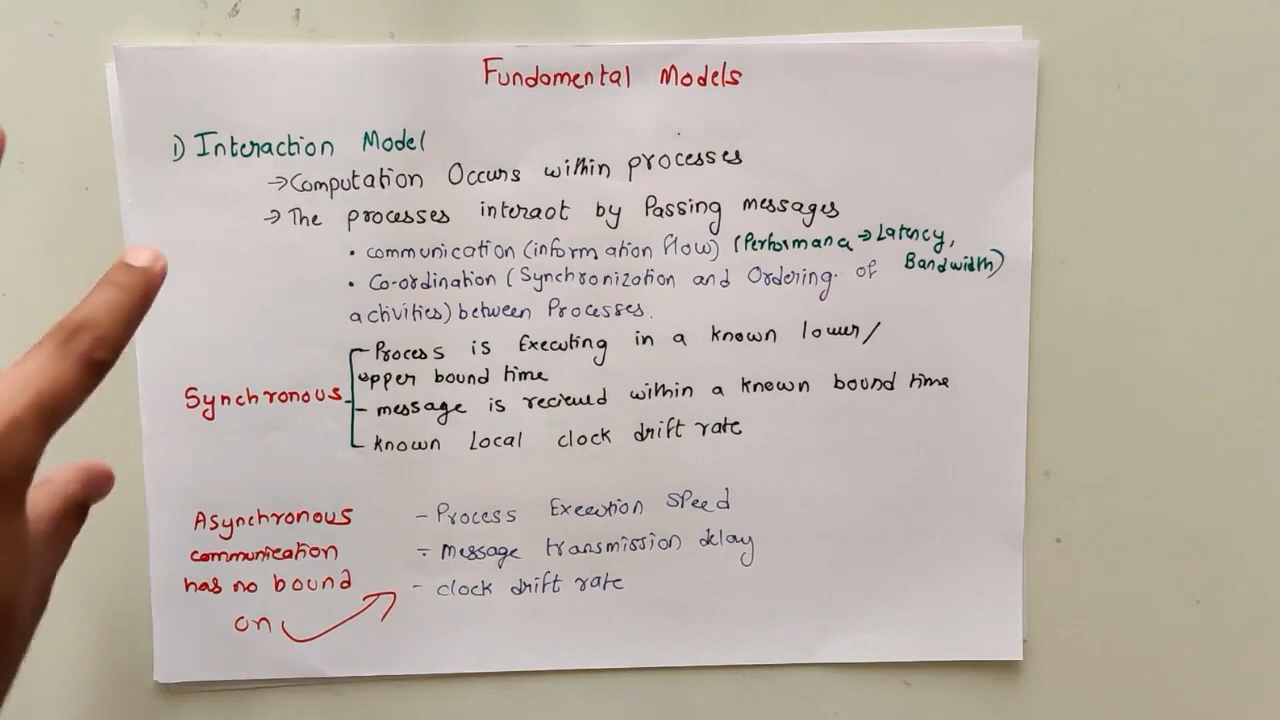 Fundamental Models
1) Interaction Model
→ Computation Occurs within processes
→ The processes interact by Passing messages
• communication (information flow) (Performana → Latency,
Bandwidth)
• Co-ordination (Synchronization and Ordering of
activities) between Processes.
Synchronous
- Process is Executing in a known lower/
upper bound time
- message is recieved within a known bound time
- known Local clock drift rate
Asynchronous
communication
has no bound
on
- Process Execution Speed
- message transmission delay
- clock drift rate